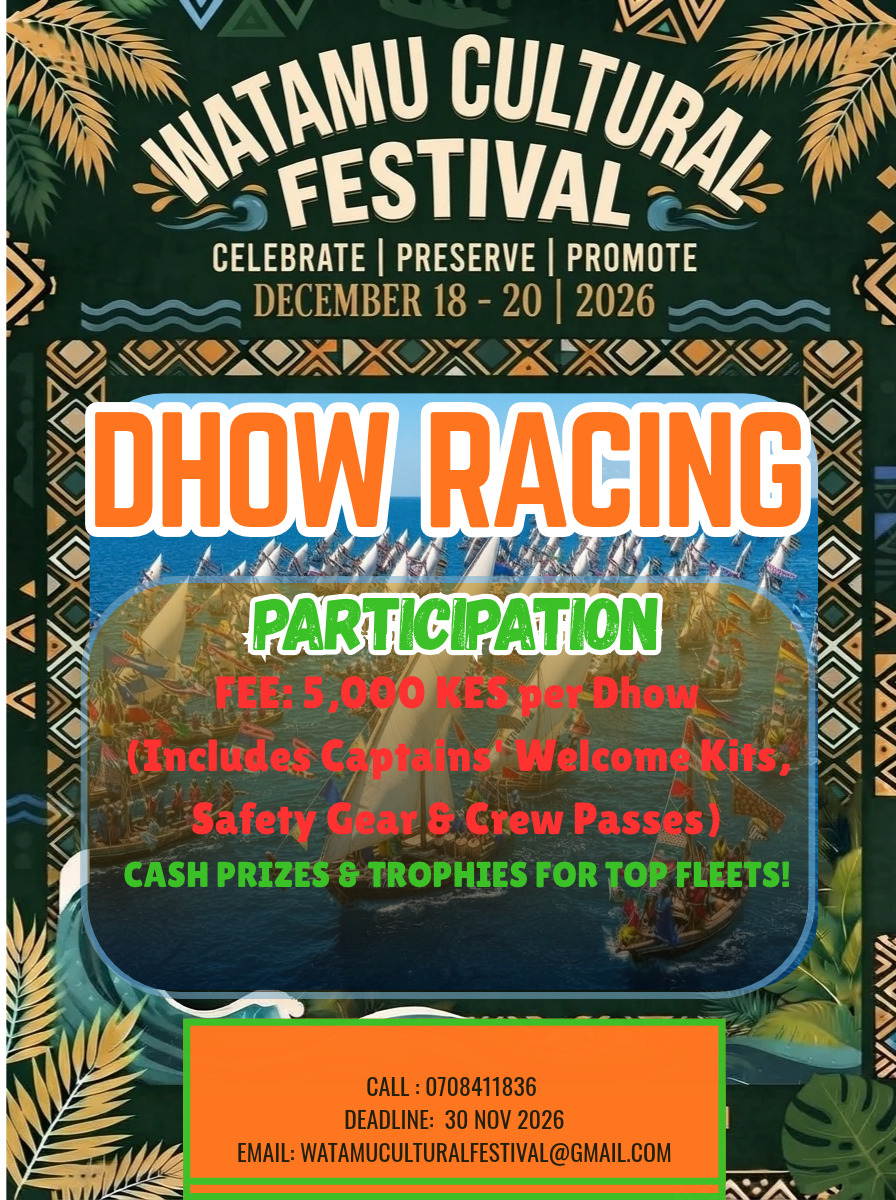 WATAMU CULTURAL
FESTIVAL
CELEBRATE | PRESERVE | PROMOTE
DECEMBER 18 - 20 | 2026
DHOW RACING
PARTICIPATION
FEE: 5,000 KES per Dhow
(Includes Captains' Welcome Kits,
Safety Gear & Crew Passes)
CASH PRIZES & TROPHIES FOR TOP FLEETS!
CALL : 0708411836
DEADLINE: 30 NOV 2026
EMAIL: WATAMUCULTURALFESTIVAL@GMAIL.COM